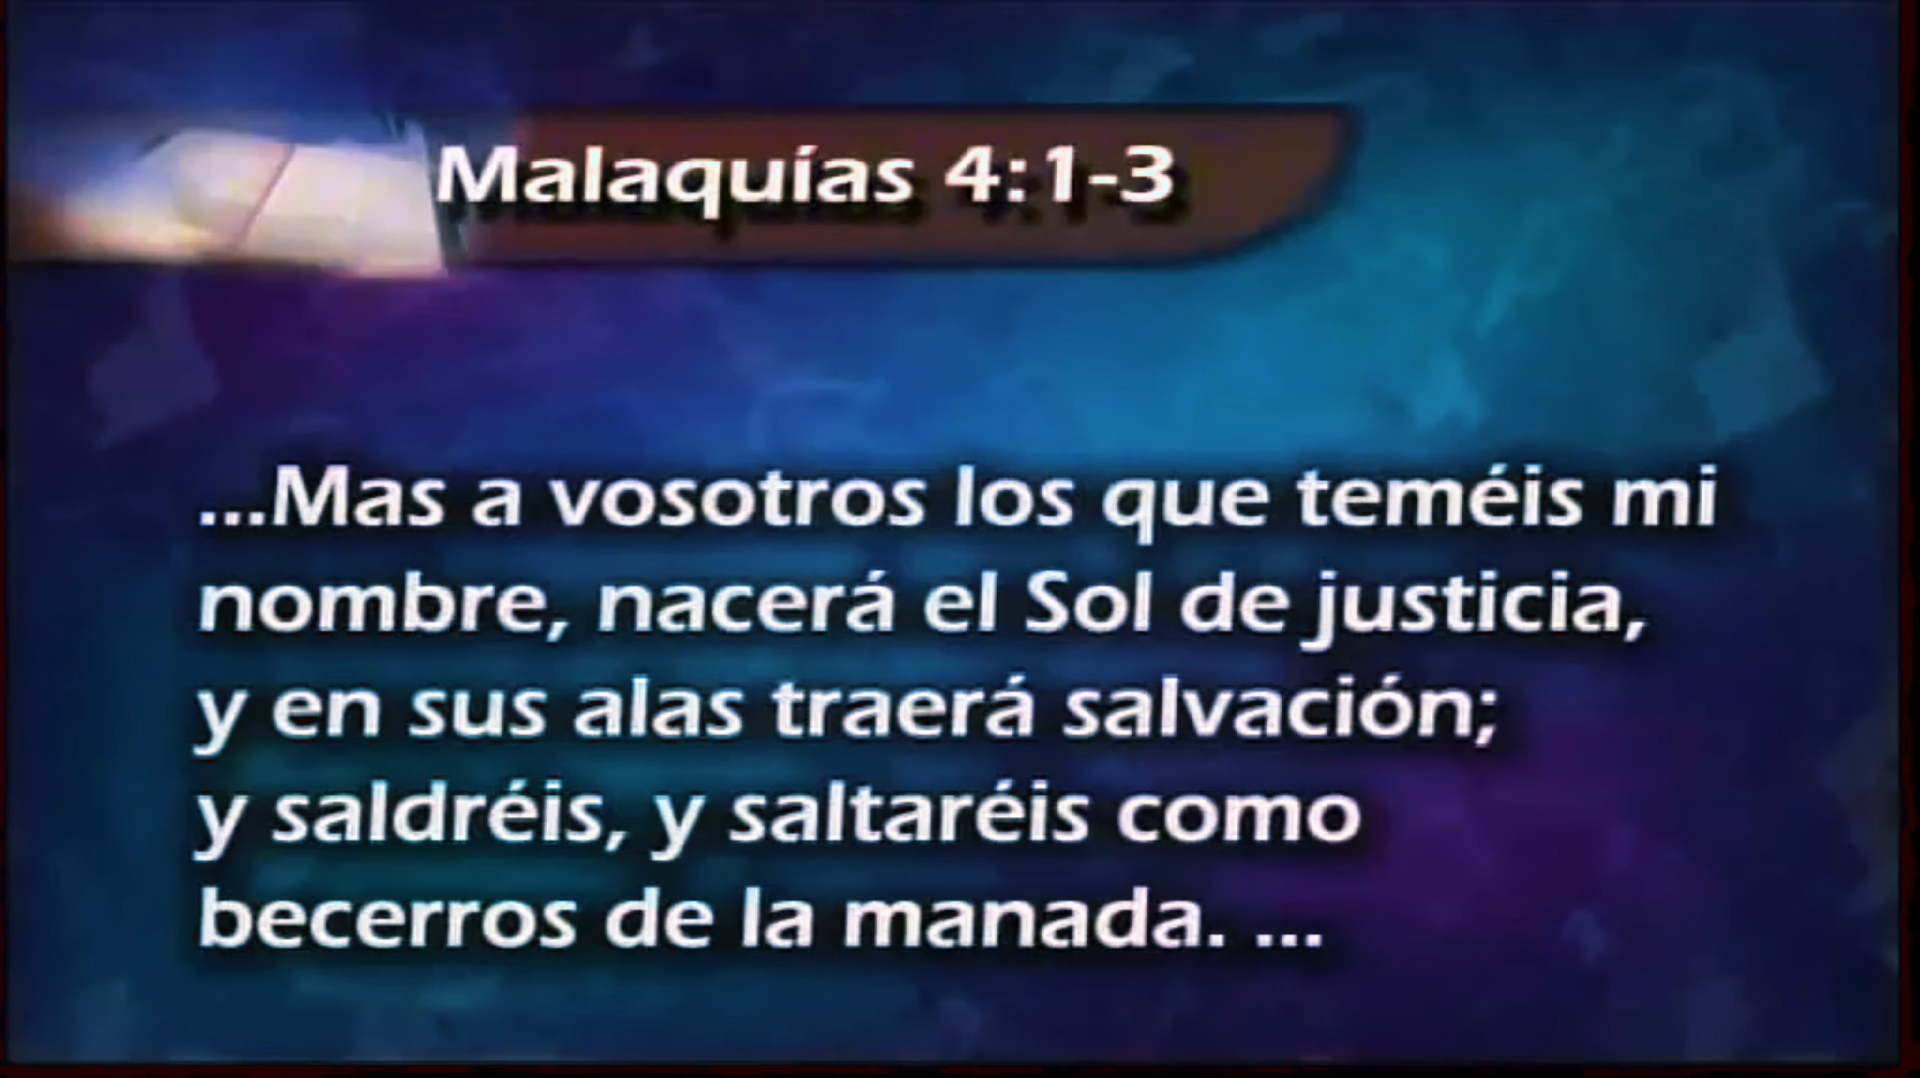 Malaquías 4:1-3
...Mas a vosotros los que teméis mi
nombre, nacerá el Sol de justicia,
y en sus alas traerá salvación;
y saldréis, y saltaréis como
becerros de la manada. ...